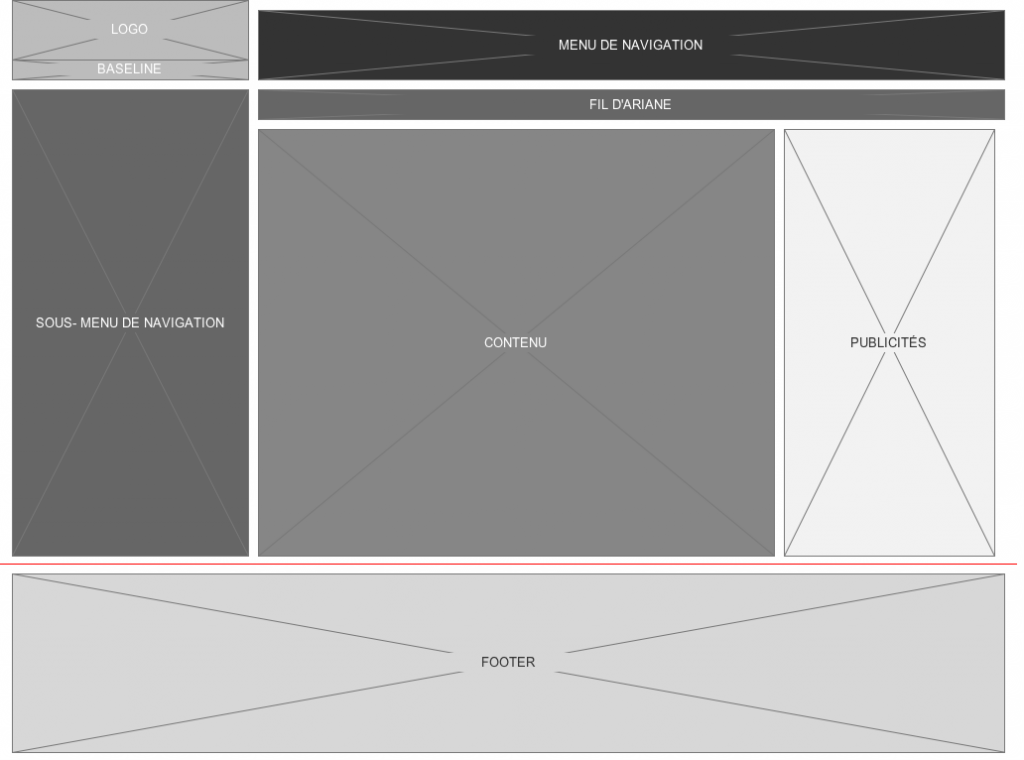 LOGO
BASELINE
MENU DE NAVIGATION
FIL D'ARIANE
SOUS- MENU DE NAVIGATION
CONTENU
PUBLICITÉS
FOOTER